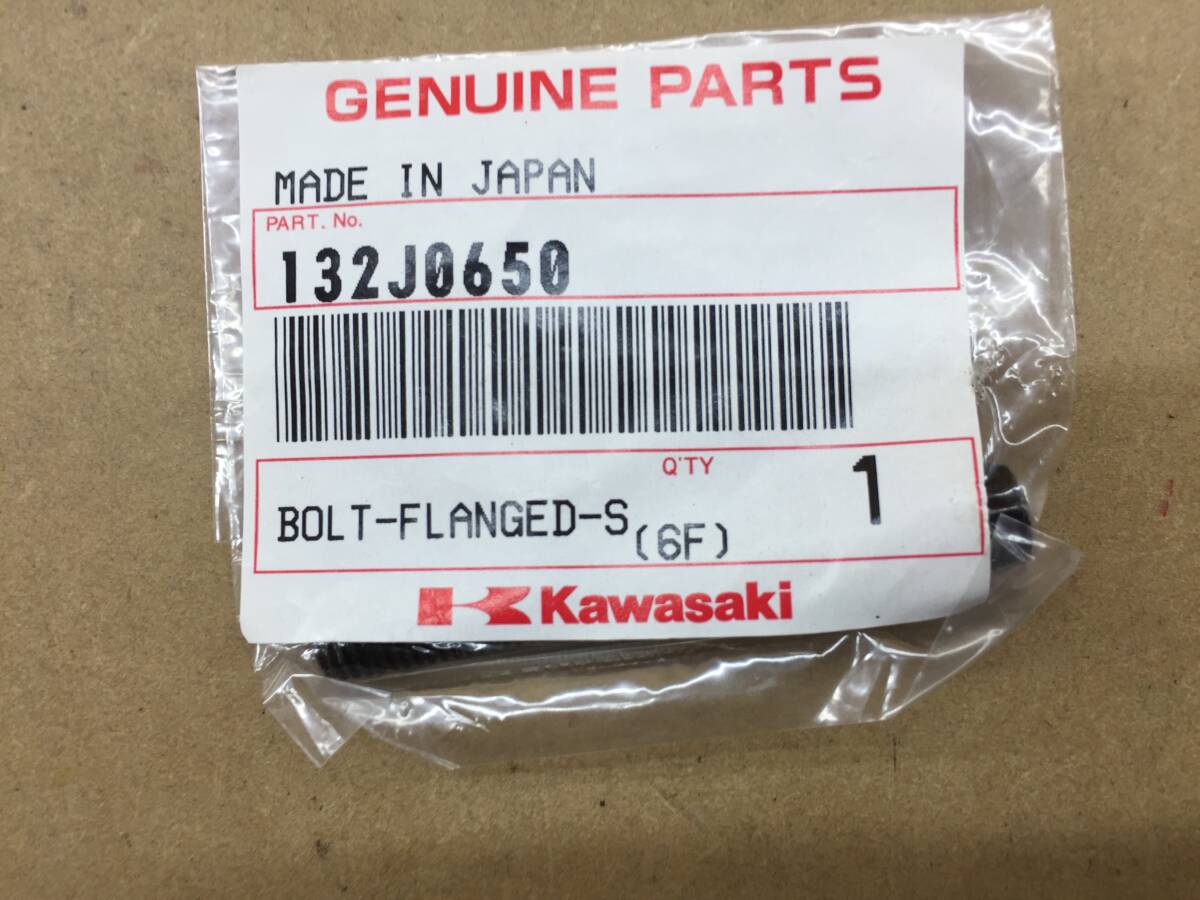 GENUINE PARTS
MADE IN JAPAN
PART. No.
132J0650
Q'TY
1
BOLT-FLANGED-S
(6F)
Kawasaki